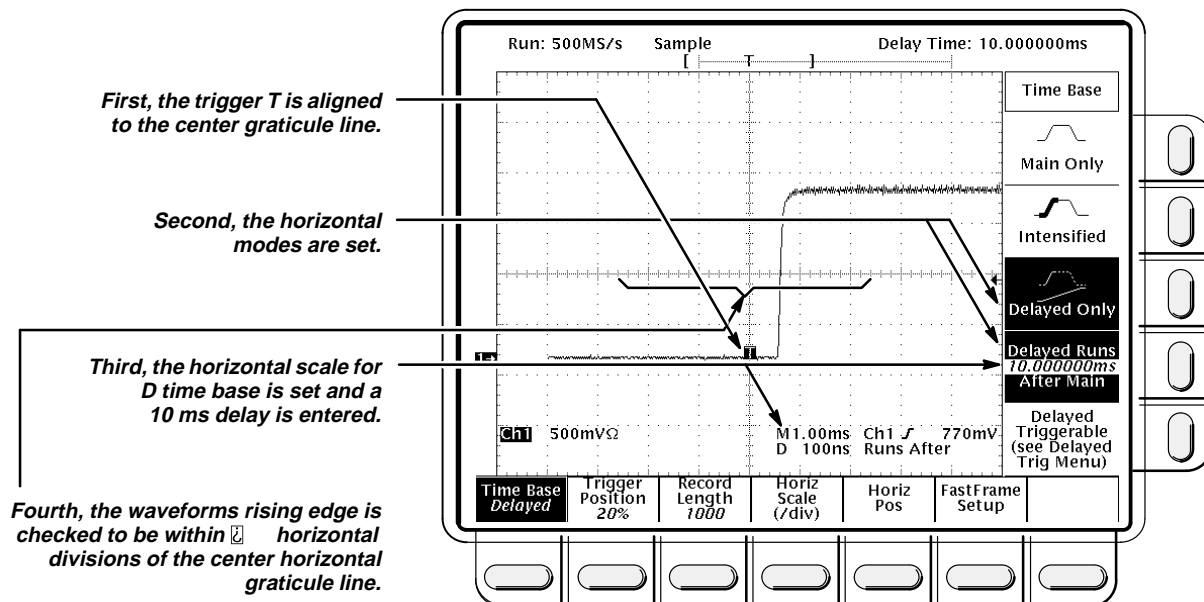 Run: 500MS/s Sample Delay Time: 10.000000ms
[ T ]
First, the trigger T is aligned
to the center graticule line.
Second, the horizontal
modes are set.
Third, the horizontal scale for
D time base is set and a
10 ms delay is entered.
Fourth, the waveforms rising edge is
checked to be within ¿ horizontal
divisions of the center horizontal
graticule line.
T
1→
Ch1 500mVΩ M1.00ms Ch1 ƒ 770mV
D 100ns Runs After
Time Base
Main Only
Intensified
Delayed Only
Delayed Runs
10.000000ms
After Main
Delayed
Triggerable
(see Delayed
Trig Menu)
Time Base
Delayed
Trigger
Position
20%
Record
Length
1000
Horiz
Scale
(/div)
Horiz
Pos
FastFrame
Setup